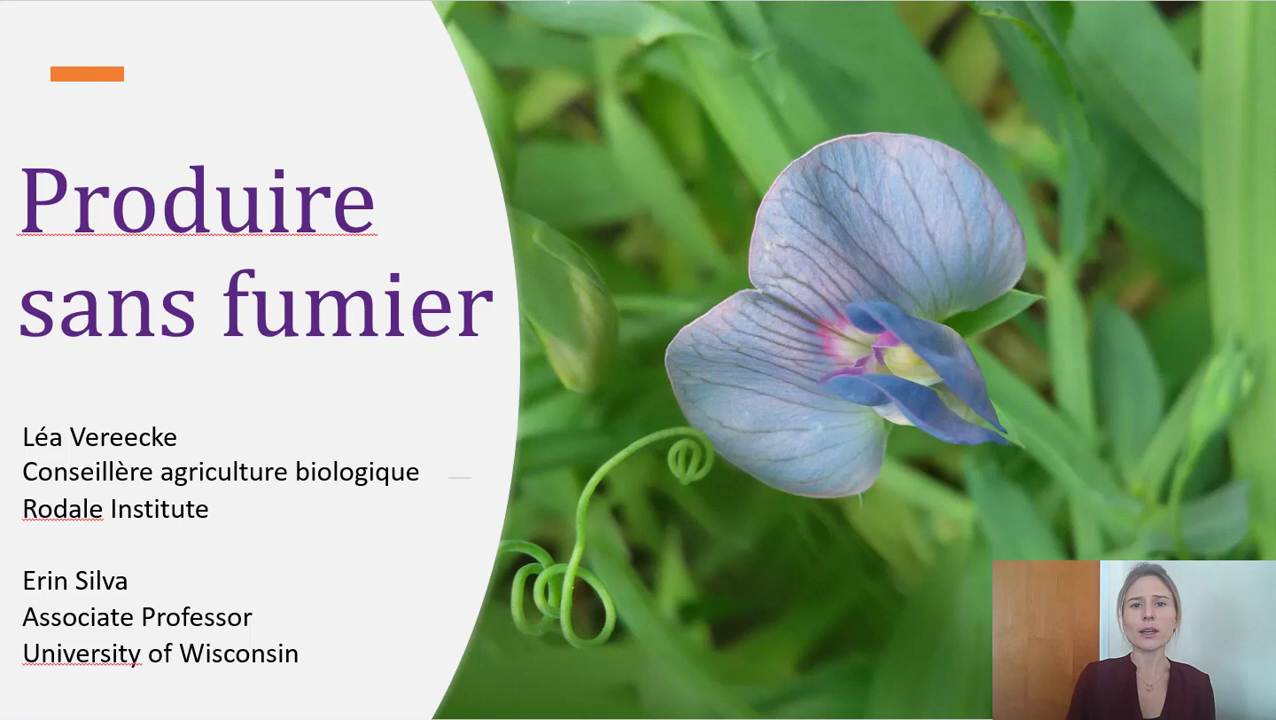 Produire
sans fumier
Léa Vereecke
Conseillère agriculture biologique
Rodale Institute
Erin Silva
Associate Professor
University of Wisconsin